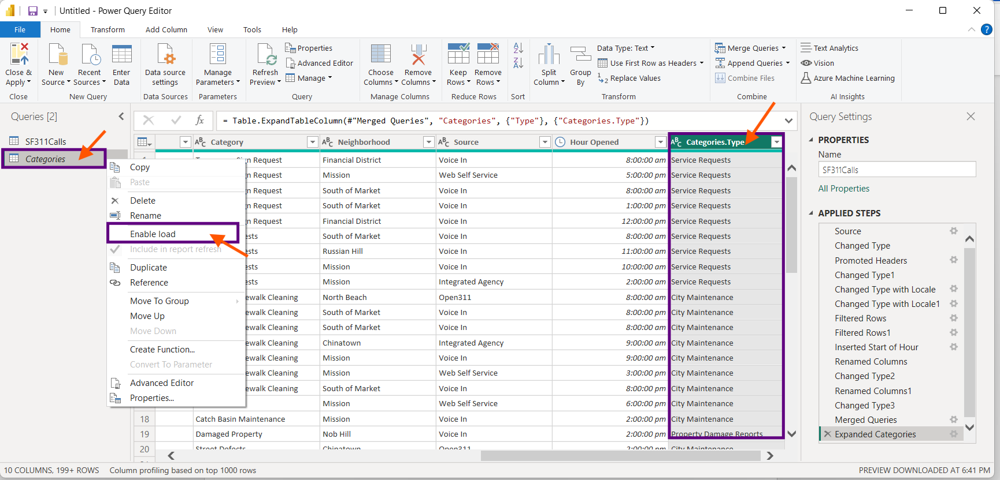 Untitled - Power Query Editor
File Home Transform Add Column View Tools Help
Close & Apply
New Source
Recent Sources
Enter Data
Data source settings
Manage Parameters
Refresh Preview
Properties
Advanced Editor
Manage
Choose Columns
Remove Columns
Keep Rows
Remove Rows
Split Column
Group By
Data Type: Text
Use First Row as Headers
Replace Values
Merge Queries
Append Queries
Combine Files
Text Analytics
Vision
Azure Machine Learning
Close New Query Data Sources Parameters Query Manage Columns Reduce Rows Sort Transform Combine AI Insights
Queries [2]
SF311Calls
Categories
Copy
Paste
Delete
Rename
Enable load
Include in report refresh
Duplicate
Reference
Move To Group
Move Up
Move Down
Create Function...
Convert To Parameter
Advanced Editor
Properties...
fx = Table.ExpandTableColumn(#"Merged Queries", "Categories", {"Type"}, {"Categories.Type"})
Category Neighborhood Source Hour Opened Categories.Type
n Request Financial District Voice In 8:00:00 am Service Requests
n Request Mission Web Self Service 5:00:00 pm Service Requests
n Request South of Market Voice In 8:00:00 am Service Requests
n Request South of Market Voice In 1:00:00 pm Service Requests
n Request Financial District Voice In 12:00:00 pm Service Requests
ests South of Market Voice In 8:00:00 am Service Requests
ests Russian Hill Voice In 11:00:00 am Service Requests
ests Mission Voice In 10:00:00 am Service Requests
ests Mission Integrated Agency 2:00:00 am Service Requests
ewalk Cleaning North Beach Open311 8:00:00 am City Maintenance
ewalk Cleaning South of Market Voice In 8:00:00 pm City Maintenance
ewalk Cleaning South of Market Voice In 8:00:00 am City Maintenance
ewalk Cleaning Chinatown Integrated Agency 9:00:00 am City Maintenance
ewalk Cleaning Mission Voice In 9:00:00 am City Maintenance
ewalk Cleaning Mission Web Self Service 3:00:00 pm City Maintenance
ewalk Cleaning South of Market Voice In 8:00:00 pm City Maintenance
Mission Web Self Service 6:00:00 pm City Maintenance
18 Catch Basin Maintenance Mission Voice In 2:00:00 pm City Maintenance
19 Damaged Property Nob Hill Voice In 2:00:00 pm Property Damage Reports
20 Street Defects Chinatown Open311 2:00:00 am City Maintenance
Query Settings
PROPERTIES
Name
SF311Calls
All Properties
APPLIED STEPS
Source
Changed Type
Promoted Headers
Changed Type1
Changed Type with Locale
Changed Type with Locale1
Filtered Rows
Filtered Rows1
Inserted Start of Hour
Renamed Columns
Changed Type2
Renamed Columns1
Changed Type3
Merged Queries
Expanded Categories
10 COLUMNS, 199+ ROWS Column profiling based on top 1000 rows PREVIEW DOWNLOADED AT 6:41 PM